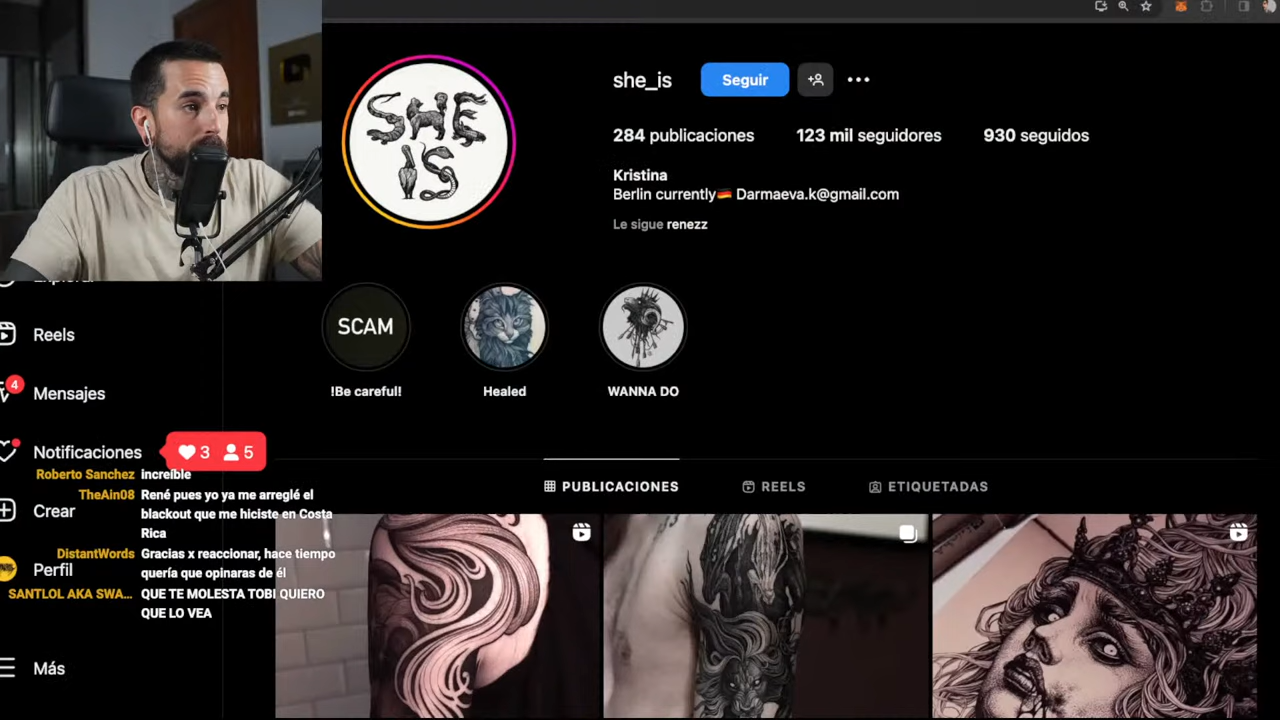 SHE
IS
she_is
Seguir
284 publicaciones
123 mil seguidores
930 seguidos
Kristina
Berlin currently🇩🇪 Darmaeva.k@gmail.com
Le sigue renezz
SCAM
!Be careful!
Healed
WANNA DO
Reels
4
Mensajes
Notificaciones
3
5
Crear
Perfil
Más
Roberto Sanchez increíble
TheAin08 René pues yo ya me arreglé el
blackout que me hiciste en Costa
Rica
DistantWords Gracias x reaccionar, hace tiempo
quería que opinaras de él
SANTLOL AKA SWA... QUE TE MOLESTA TOBI QUIERO
QUE LO VEA
PUBLICACIONES
REELS
ETIQUETADAS